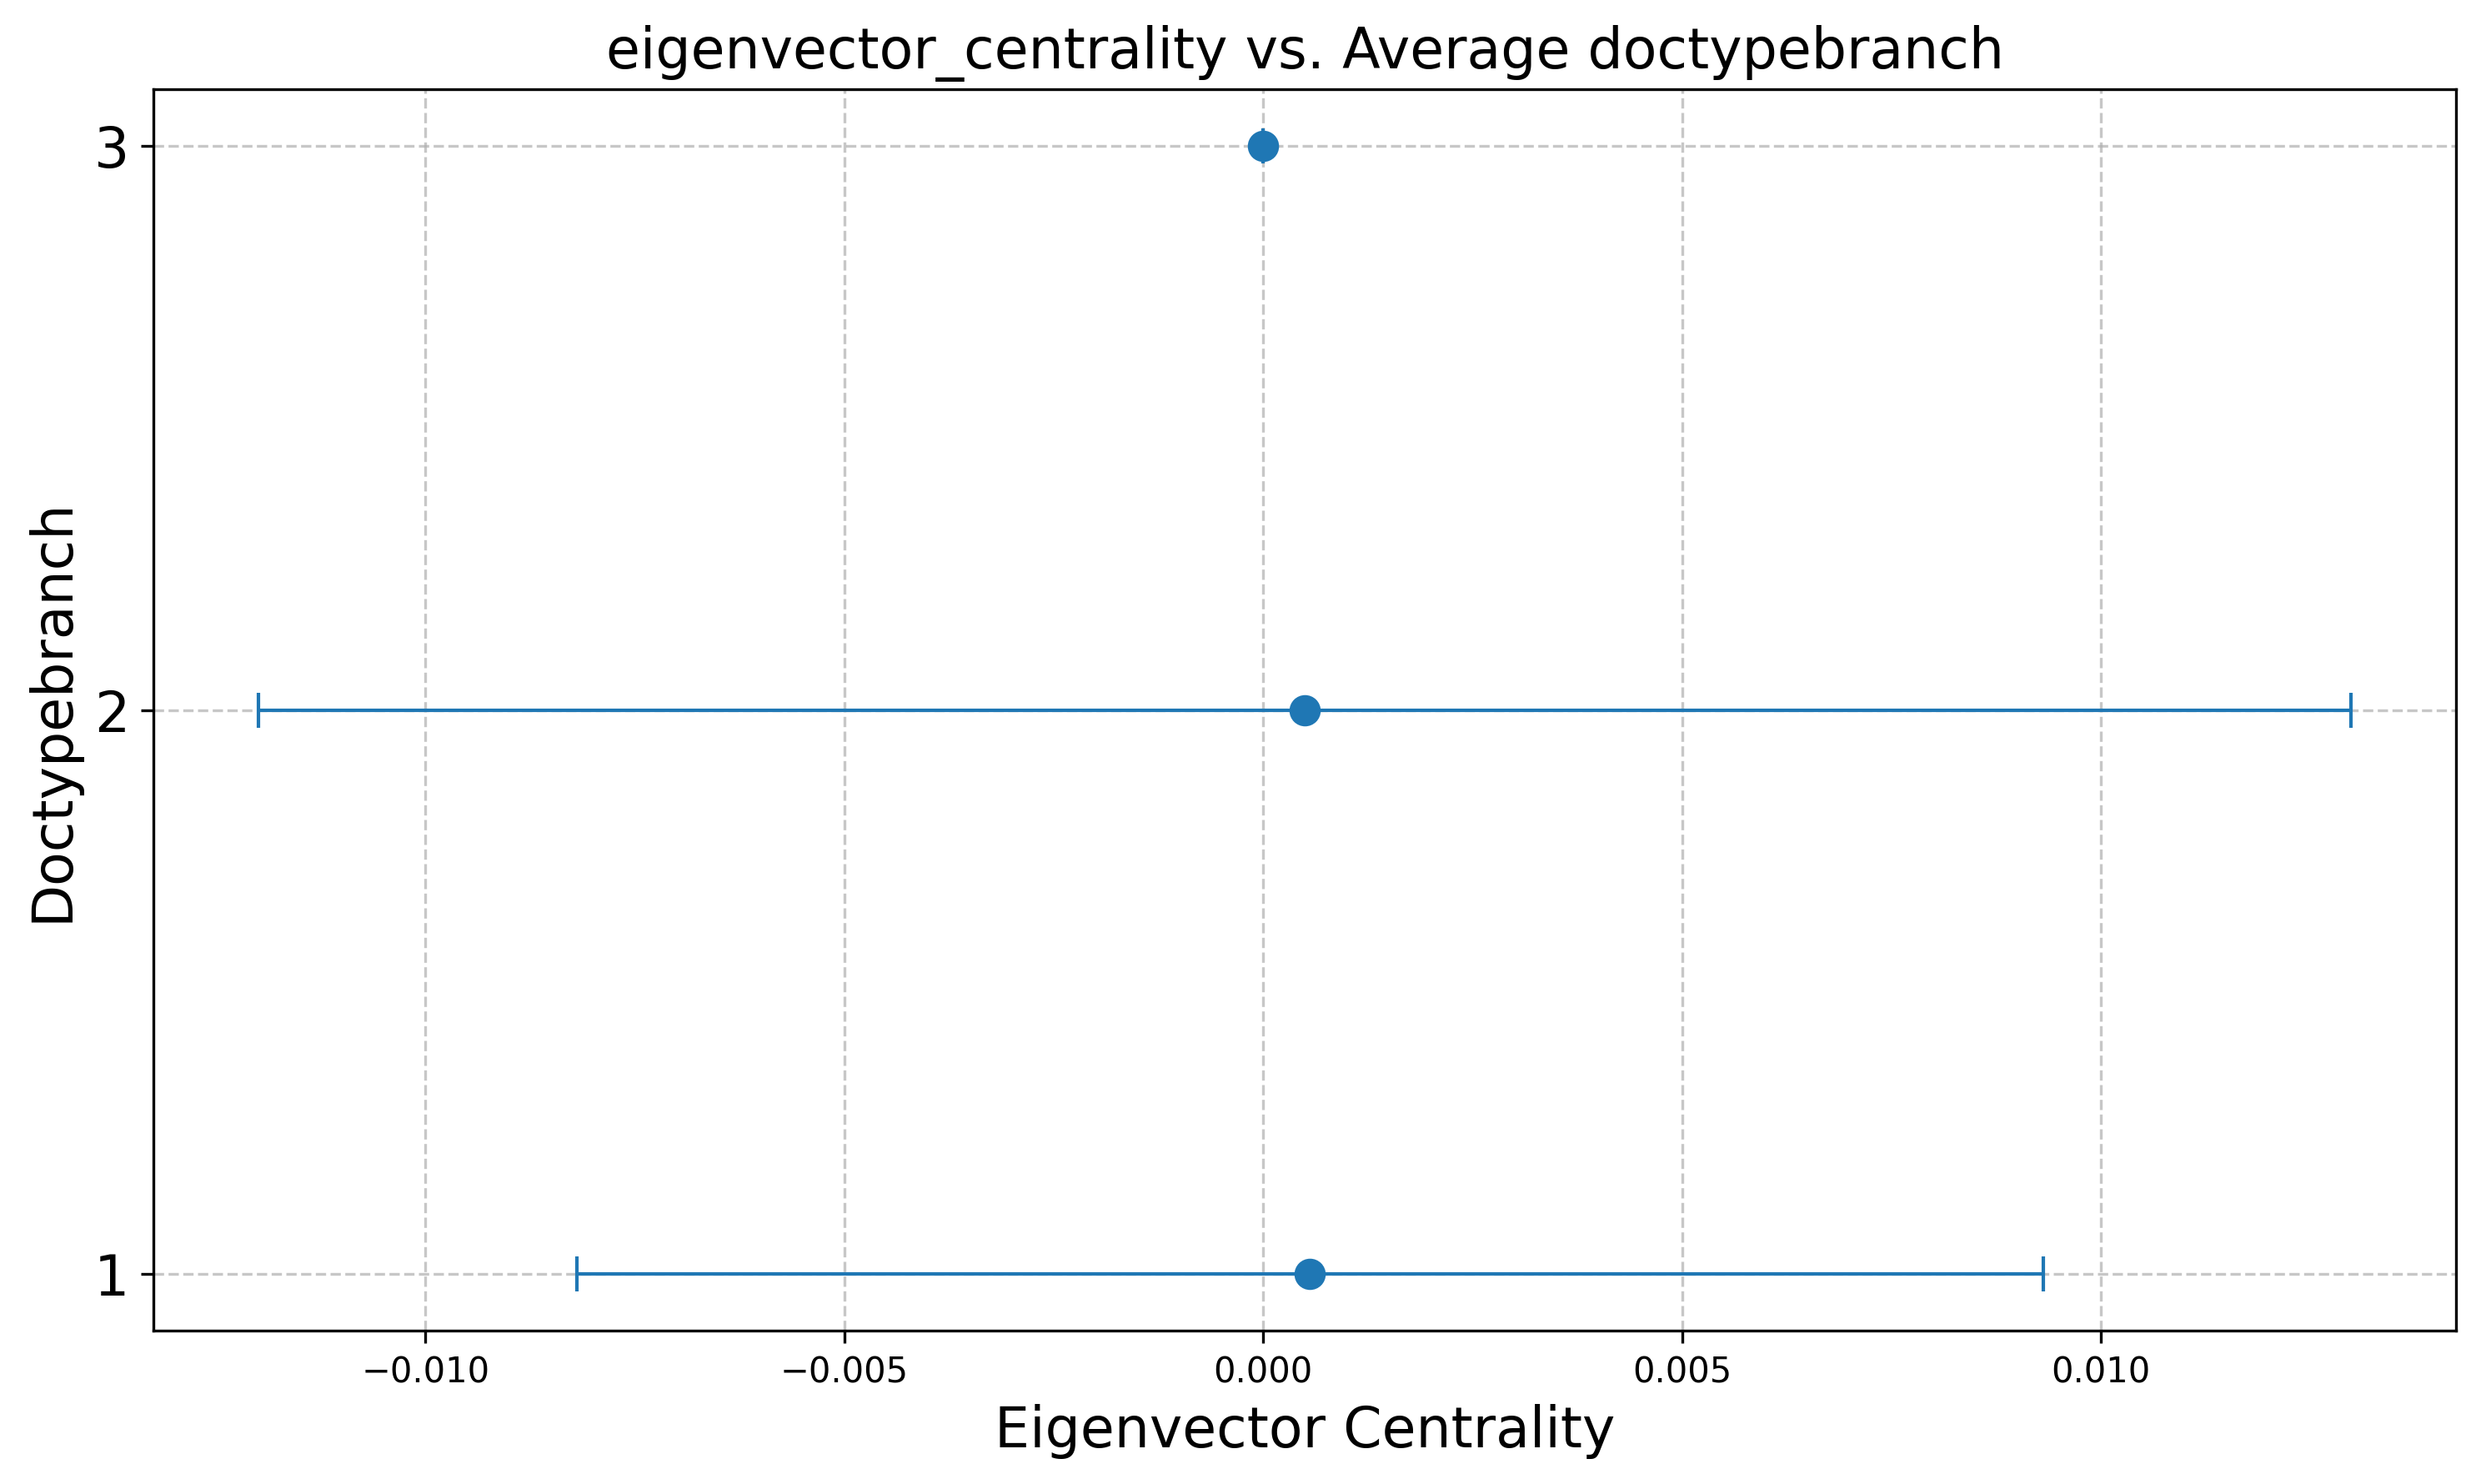 eigenvector_centrality vs. Average doctypebranch
3
2
1
Doctypebranch
−0.010
−0.005
0.000
0.005
0.010
Eigenvector Centrality